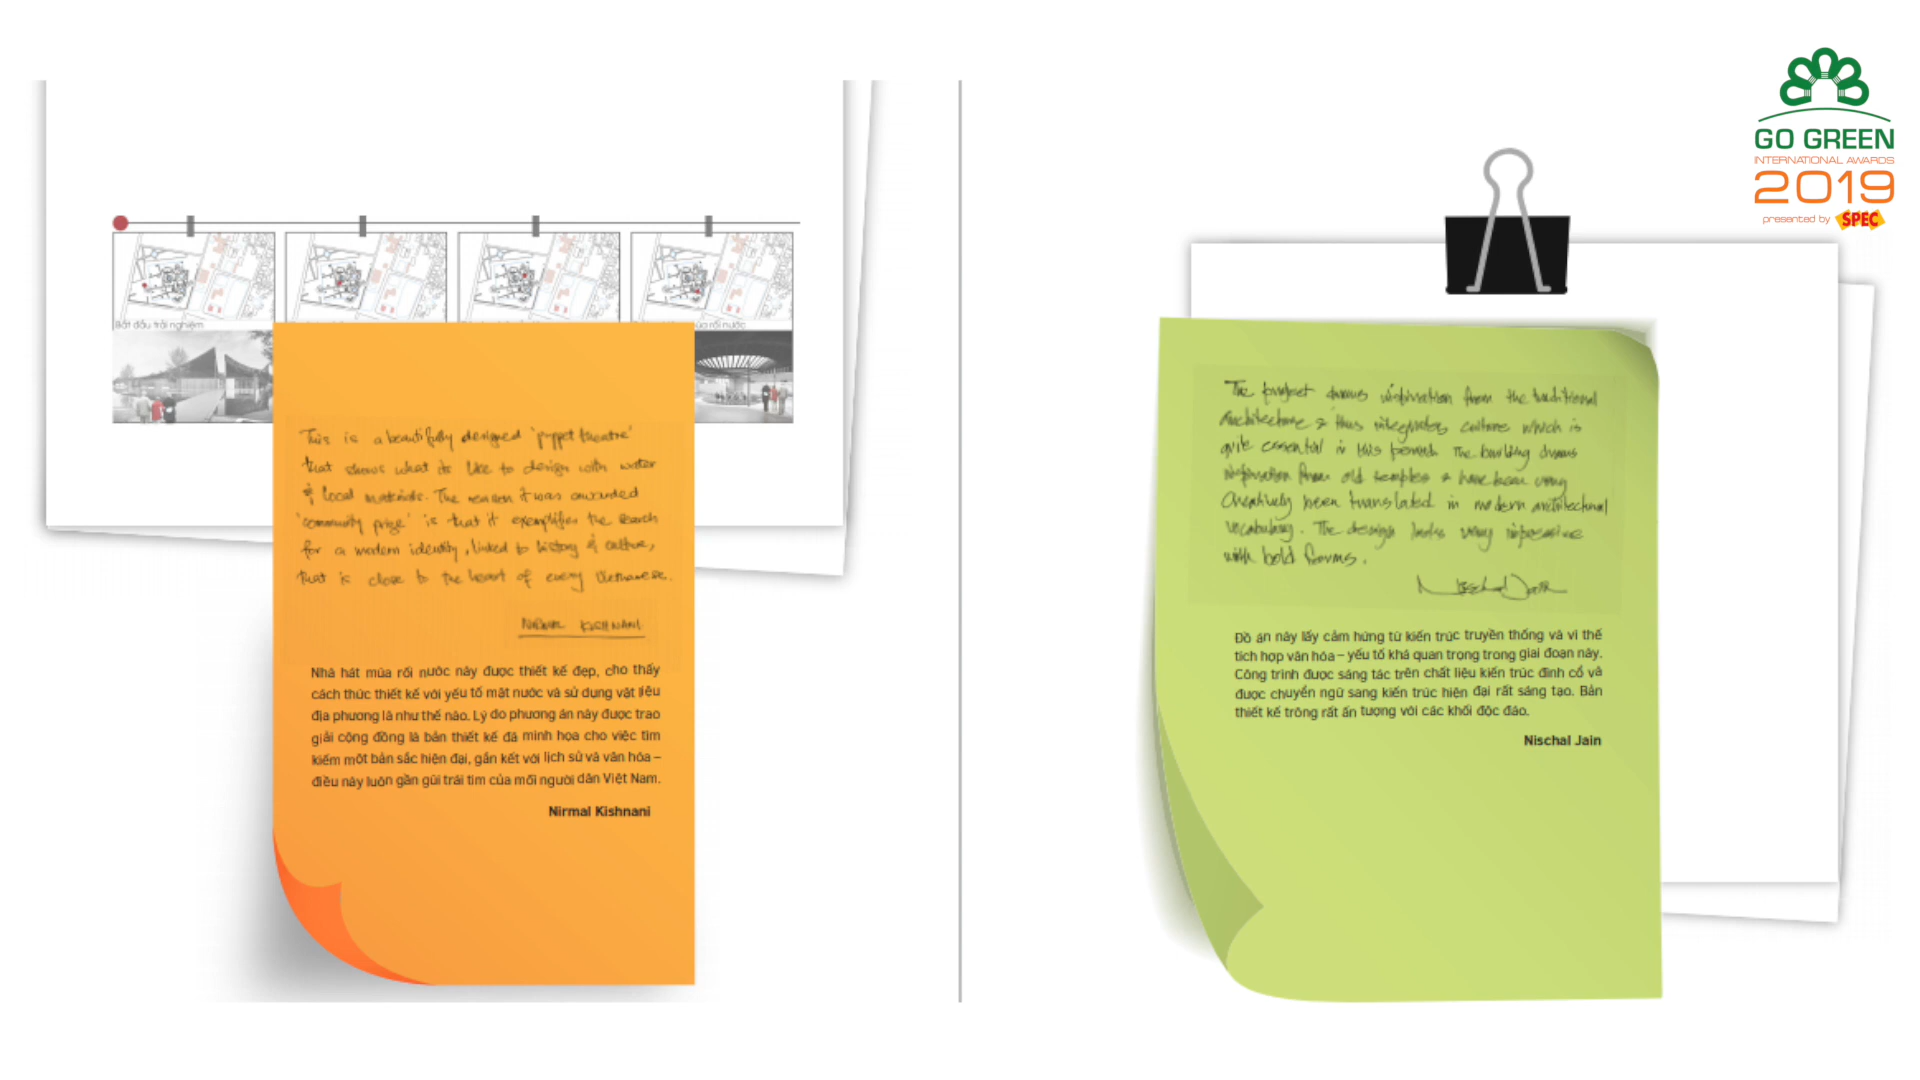 GO GREEN
INTERNATIONAL AWARDS
2019
presented by SPEC
Bắt đầu trải nghiệm
múa rối nước.
This is a beautifully designed 'puppet theatre'
that shows what its like to design with water
& local materials. The reason it was awarded
'community prize' is that it exemplifies the search
for a modern identity, linked to history & culture,
that is close to the heart of every Vietnamese.
NIRMAL KISHNANI
Nhà hát múa rối nước này được thiết kế đẹp, cho thấy
cách thức thiết kế với yếu tố mặt nước và sử dụng vật liệu
địa phương là như thế nào. Lý do phương án này được trao
giải cộng đồng là bản thiết kế đã minh họa cho việc tìm
kiếm một bản sắc hiện đại, gắn kết với lịch sử và văn hóa –
điều này luôn gần gũi trái tim của mỗi người dân Việt Nam.
Nirmal Kishnani
The project draws inspiration from the traditional
architecture & thus integrates culture which is
quite essential in this The building draws
inspiration from old temples & have been very
creatively been translated in modern architectural
vocabulary. The design looks very impressive
with bold forms.
Nischal Jain
Đồ án này lấy cảm hứng từ kiến trúc truyền thống và vì thế
tích hợp văn hóa – yếu tố khá quan trọng trong giai đoạn này.
Công trình được sáng tác trên chất liệu kiến trúc đình cổ và
được chuyển ngữ sang kiến trúc hiện đại rất sáng tạo. Bản
thiết kế trông rất ấn tượng với các khối độc đáo.
Nischal Jain